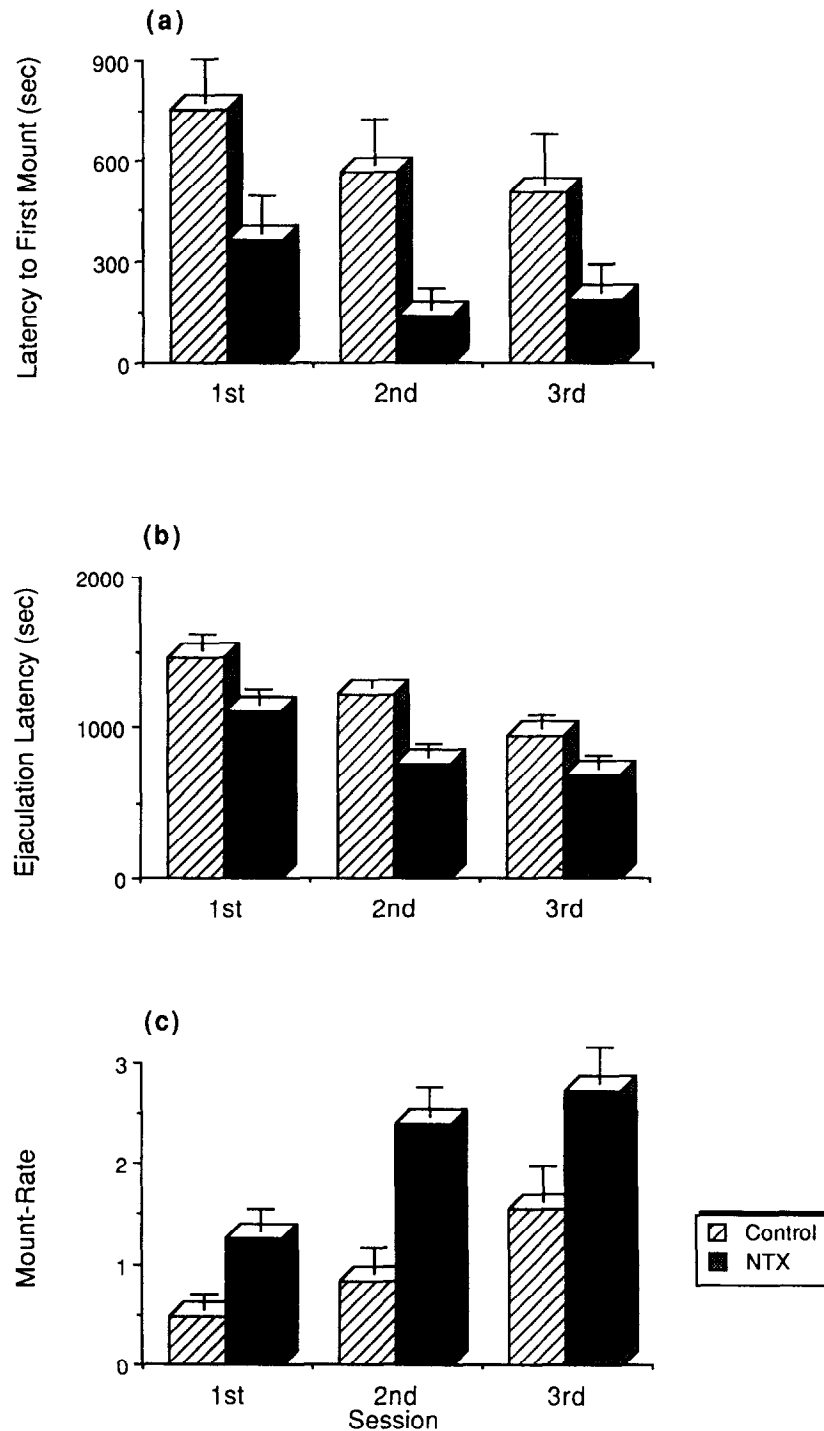 (a)
Latency to First Mount (sec)
900
600
300
0
1st 2nd 3rd
(b)
Ejaculation Latency (sec)
2000
1000
0
1st 2nd 3rd
(c)
Mount-Rate
3
2
1
0
1st 2nd 3rd
Session
Control
NTX